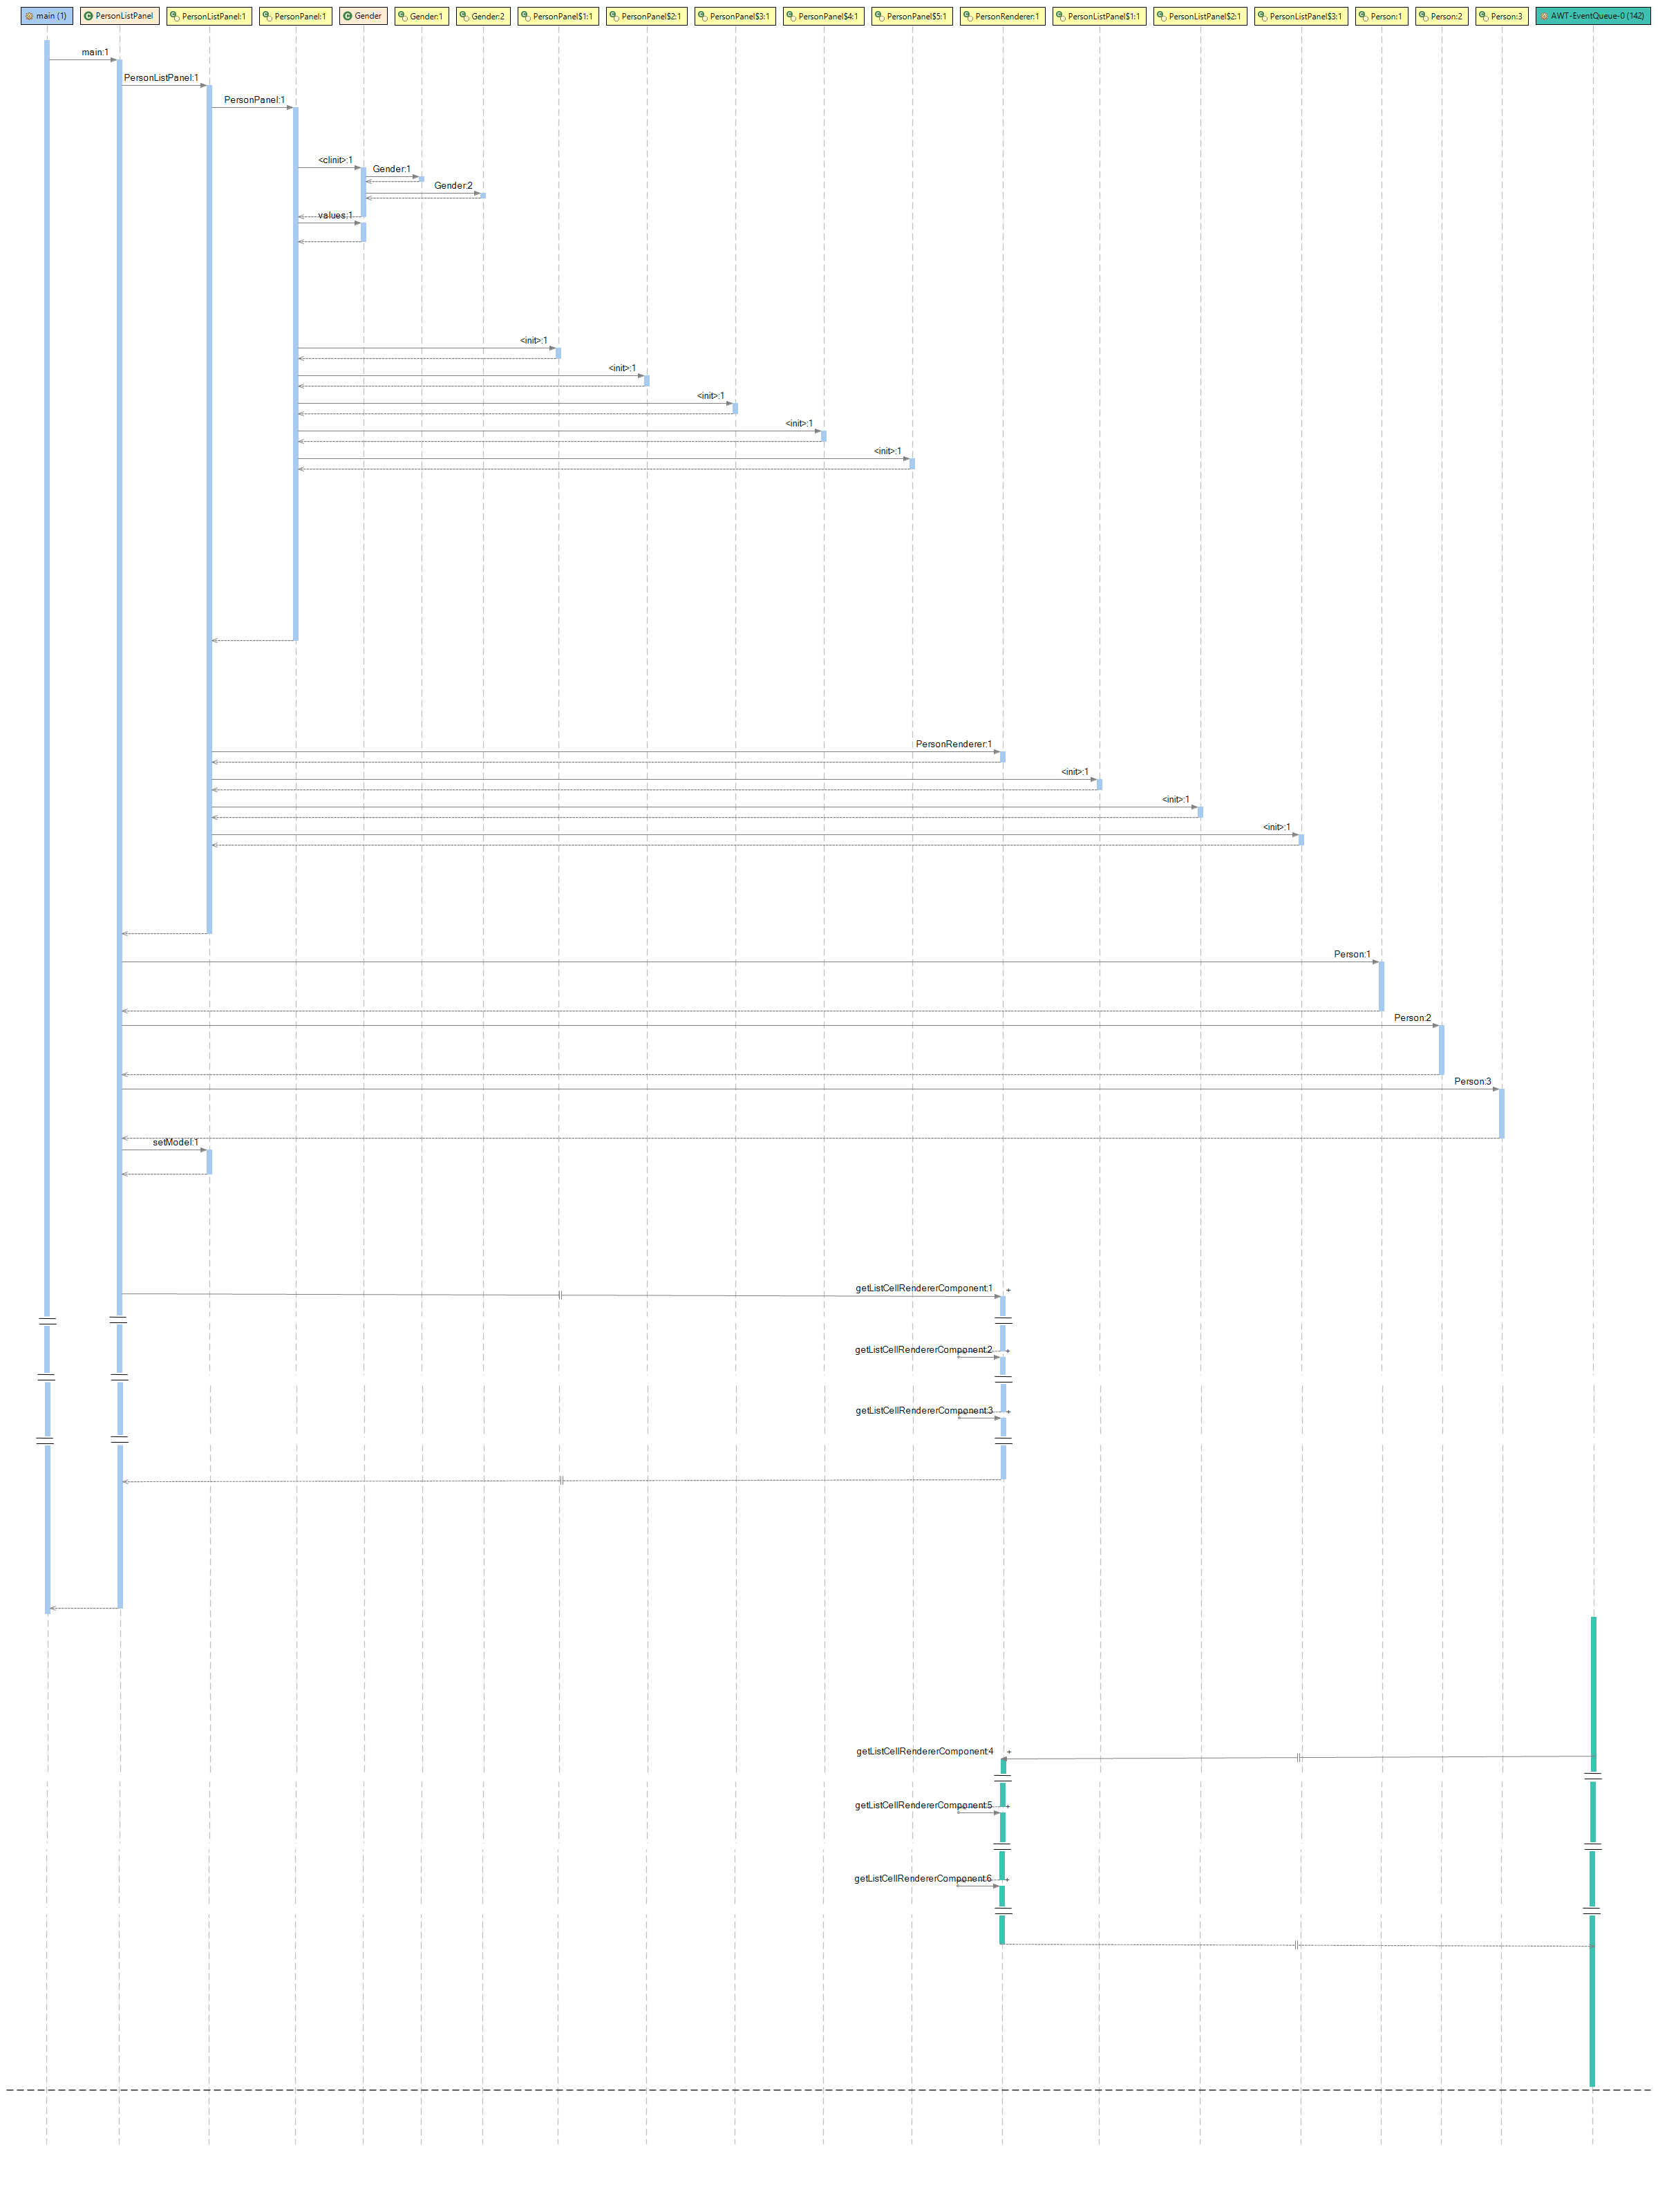 main (1)
PersonListPanel
PersonListPanel:1
PersonPanel:1
Gender
Gender:1
Gender:2
PersonPanel$1:1
PersonPanel$2:1
PersonPanel$3:1
PersonPanel$4:1
PersonPanel$5:1
PersonRenderer:1
PersonListPanel$1:1
PersonListPanel$2:1
PersonListPanel$3:1
Person:1
Person:2
Person:3
AWT-EventQueue-0 (142)
main:1
PersonListPanel:1
PersonPanel:1
<clinit>:1
Gender:1
Gender:2
values:1
<init>:1
<init>:1
<init>:1
<init>:1
<init>:1
PersonRenderer:1
<init>:1
<init>:1
<init>:1
Person:1
Person:2
Person:3
setModel:1
getListCellRendererComponent:1 +
getListCellRendererComponent:2 +
getListCellRendererComponent:3 +
getListCellRendererComponent:4 +
getListCellRendererComponent:5 +
getListCellRendererComponent:6 +